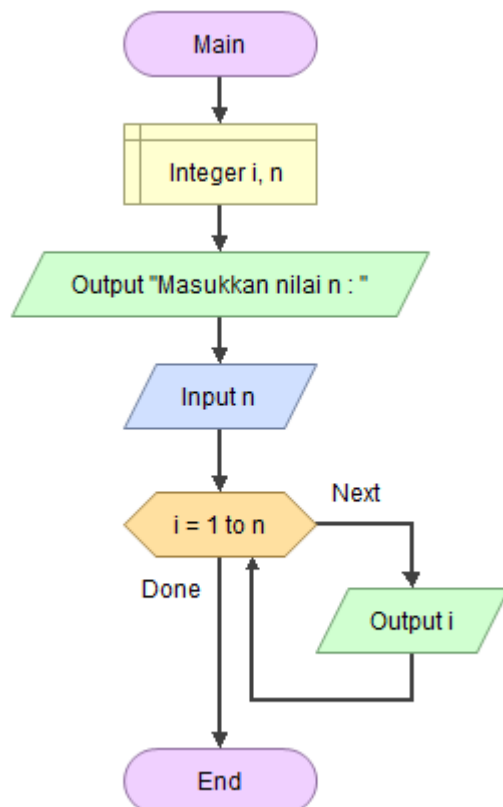 Main
Integer i, n
Output "Masukkan nilai n : "
Input n
i = 1 to n
Next
Done
Output i
End